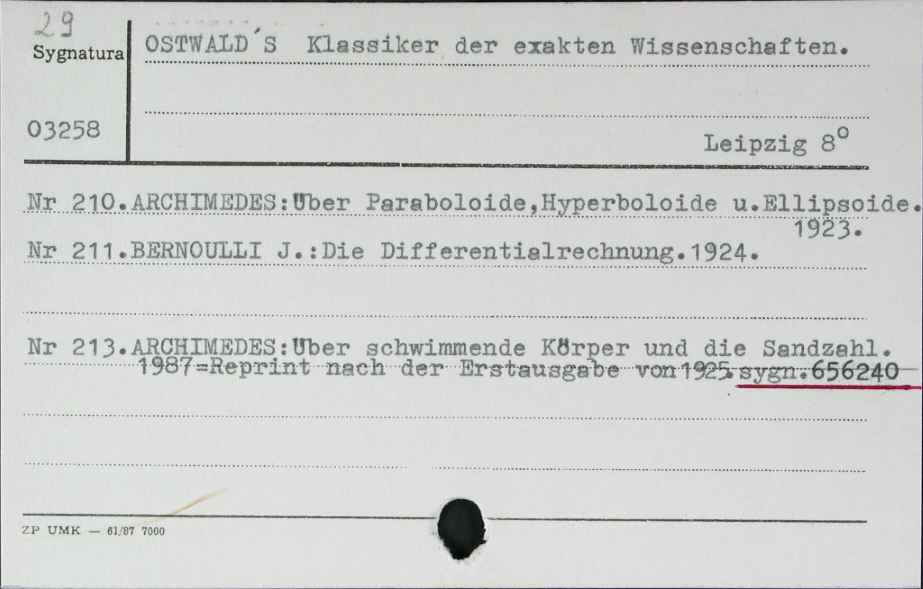 29
Sygnatura
OSTWALD´S Klassiker der exakten Wissenschaften.
03258
Leipzig 8°
Nr 210.ARCHIMEDES:Über Paraboloide,Hyperboloide u.Ellipsoide.
1923.
Nr 211.BERNOULLI J.:Die Differentialrechnung.1924.
Nr 213.ARCHIMEDES:Über schwimmende Körper und die Sandzahl.
1987=Reprint nach der Erstausgabe von 1925.sygn.656240
ZP UMK — 61/87 7000